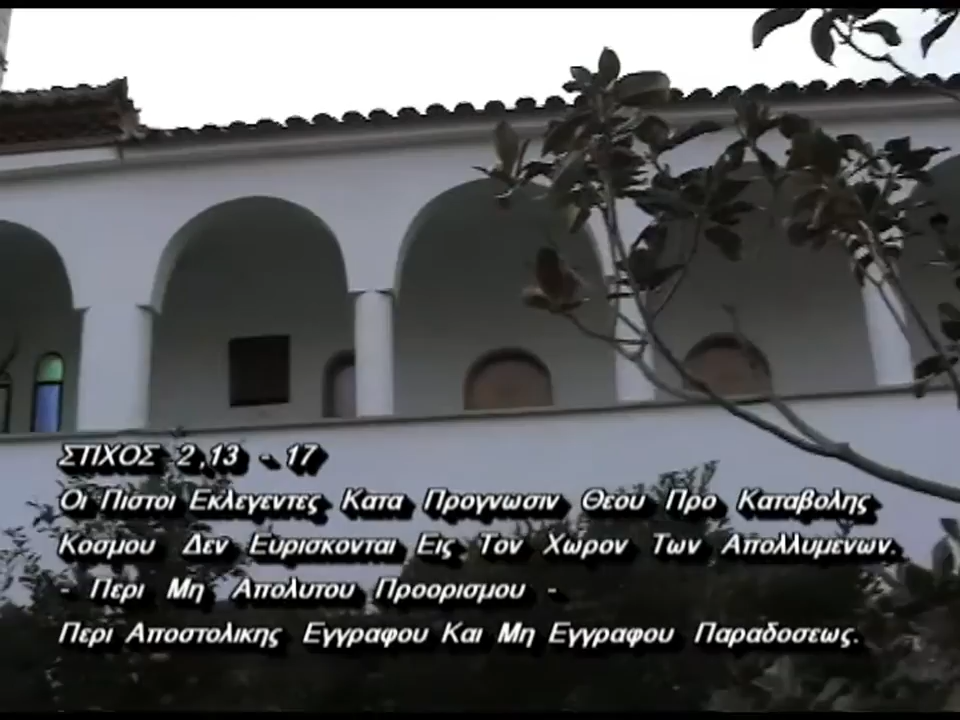 ΣΤΙΧΟΣ 2,13 - 17
Οι Πιστοι Εκλεγεντες Κατα Προγνωσιν Θεου Προ Καταβολης
Κοσμου Δεν Ευρισκονται Εις Τον Χωρον Των Απολλυμενων.
- Περι Μη Απολυτου Προορισμου -
Περι Αποστολικης Εγγραφου Και Μη Εγγραφου Παραδοσεως.